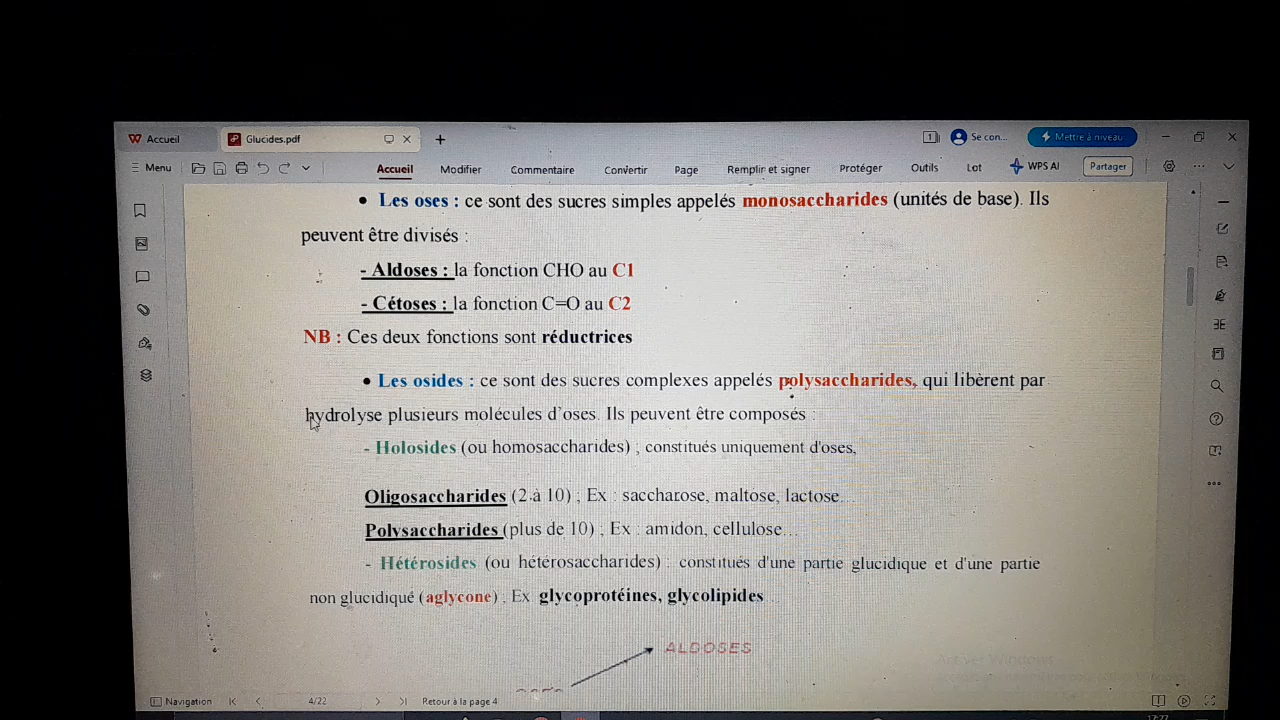 Accueil Glucides.pdf 1 Se con... Mettre à niveau
Menu Accueil Modifier Commentaire Convertir Page Remplir et signer Protéger Outils Lot WPS AI Partager
• Les oses : ce sont des sucres simples appelés monosaccharides (unités de base). Ils
peuvent être divisés :
- Aldoses : la fonction CHO au C1
- Cétoses : la fonction C=O au C2
NB : Ces deux fonctions sont réductrices
• Les osides : ce sont des sucres complexes appelés polysaccharides, qui libèrent par
hydrolyse plusieurs molécules d'oses. Ils peuvent être composés :
- Holosides (ou homosaccharides) ; constitués uniquement d'oses,
Oligosaccharides (2 à 10) ; Ex : saccharose, maltose, lactose...
Polysaccharides (plus de 10) ; Ex : amidon, cellulose...
- Hétérosides (ou hétérosaccharides) : constitués d'une partie glucidique et d'une partie
non glucidique (aglycone) ; Ex glycoprotéines, glycolipides...
ALDOSES
Navigation 4/22 Retour à la page 4
17:27